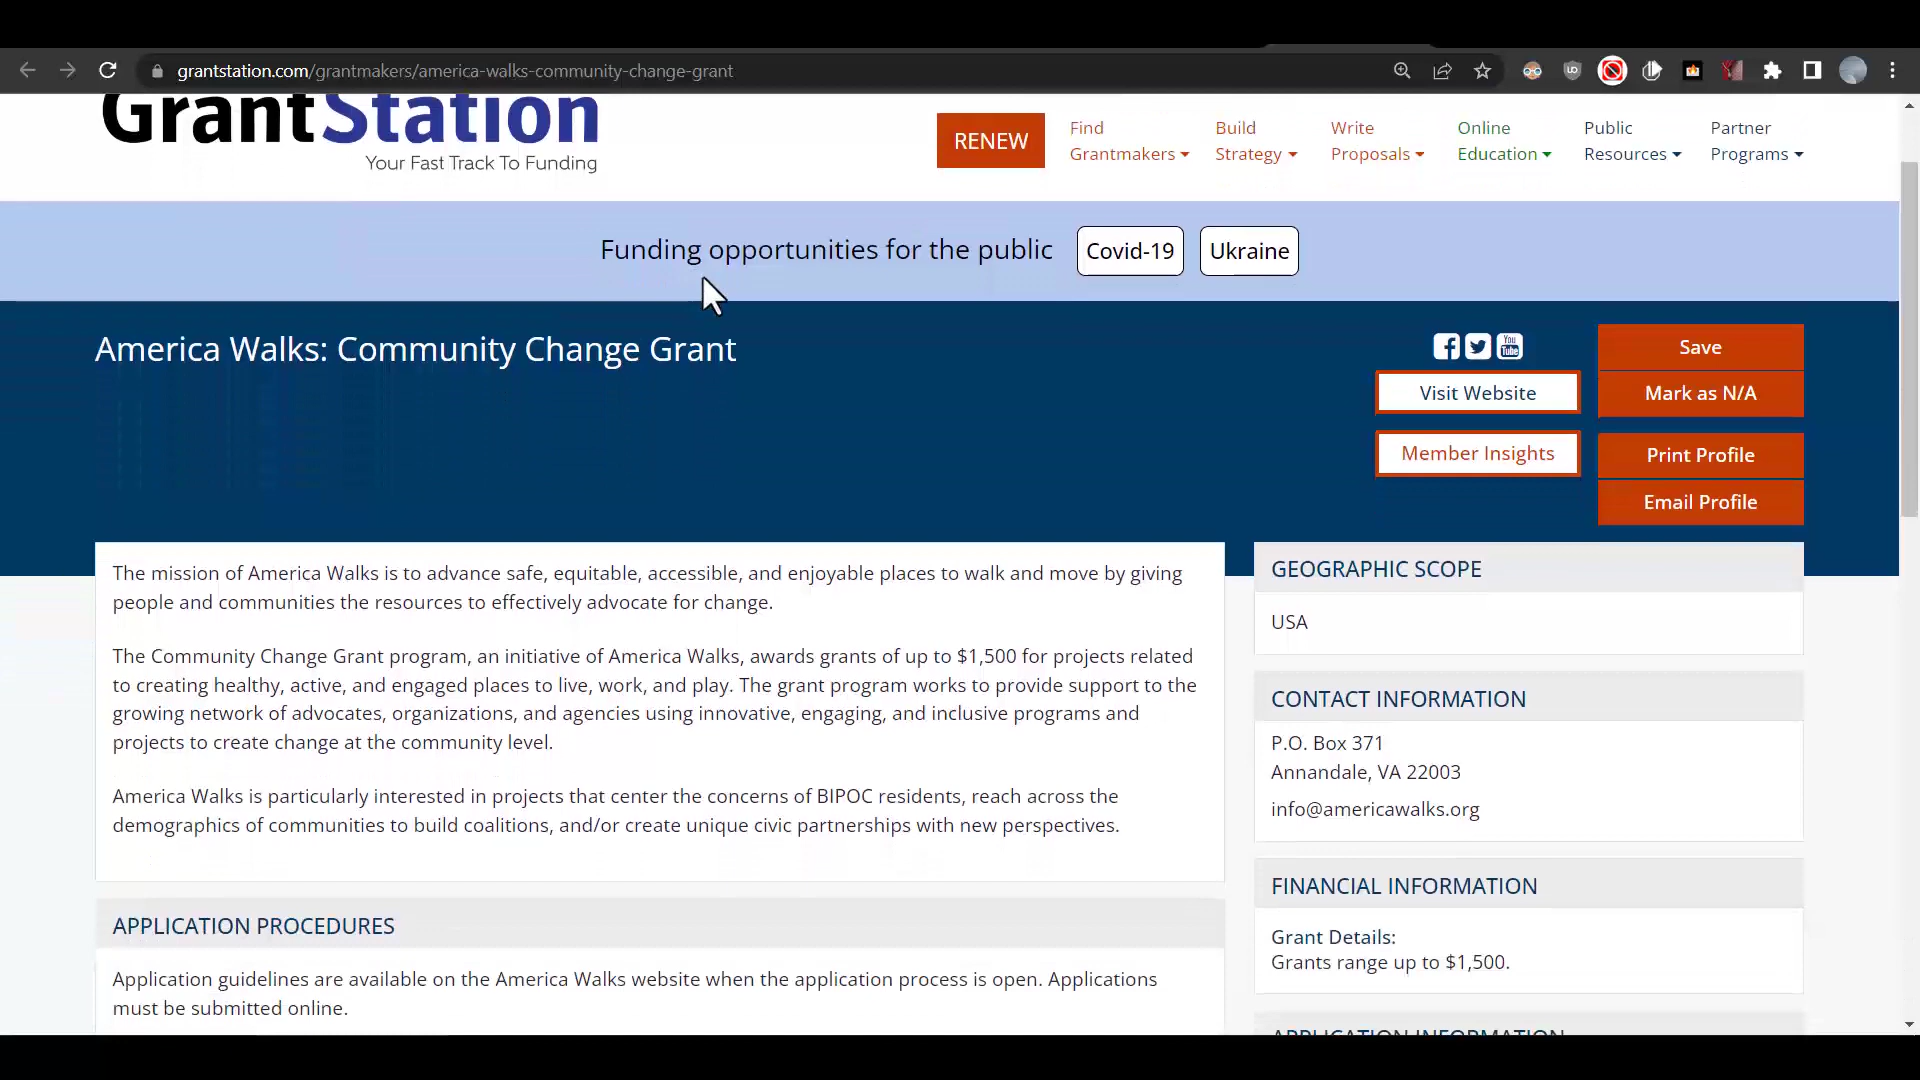 grantstation.com/grantmakers/america-walks-community-change-grant
GrantStation
Your Fast Track To Funding
RENEW
Find Grantmakers
Build Strategy
Write Proposals
Online Education
Public Resources
Partner Programs
Funding opportunities for the public
Covid-19
Ukraine
America Walks: Community Change Grant
You Tube
Visit Website
Member Insights
Save
Mark as N/A
Print Profile
Email Profile
The mission of America Walks is to advance safe, equitable, accessible, and enjoyable places to walk and move by giving
people and communities the resources to effectively advocate for change.
The Community Change Grant program, an initiative of America Walks, awards grants of up to $1,500 for projects related
to creating healthy, active, and engaged places to live, work, and play. The grant program works to provide support to the
growing network of advocates, organizations, and agencies using innovative, engaging, and inclusive programs and
projects to create change at the community level.
America Walks is particularly interested in projects that center the concerns of BIPOC residents, reach across the
demographics of communities to build coalitions, and/or create unique civic partnerships with new perspectives.
APPLICATION PROCEDURES
Application guidelines are available on the America Walks website when the application process is open. Applications
must be submitted online.
GEOGRAPHIC SCOPE
USA
CONTACT INFORMATION
P.O. Box 371
Annandale, VA 22003
info@americawalks.org
FINANCIAL INFORMATION
Grant Details:
Grants range up to $1,500.
APPLICATION INFORMATION